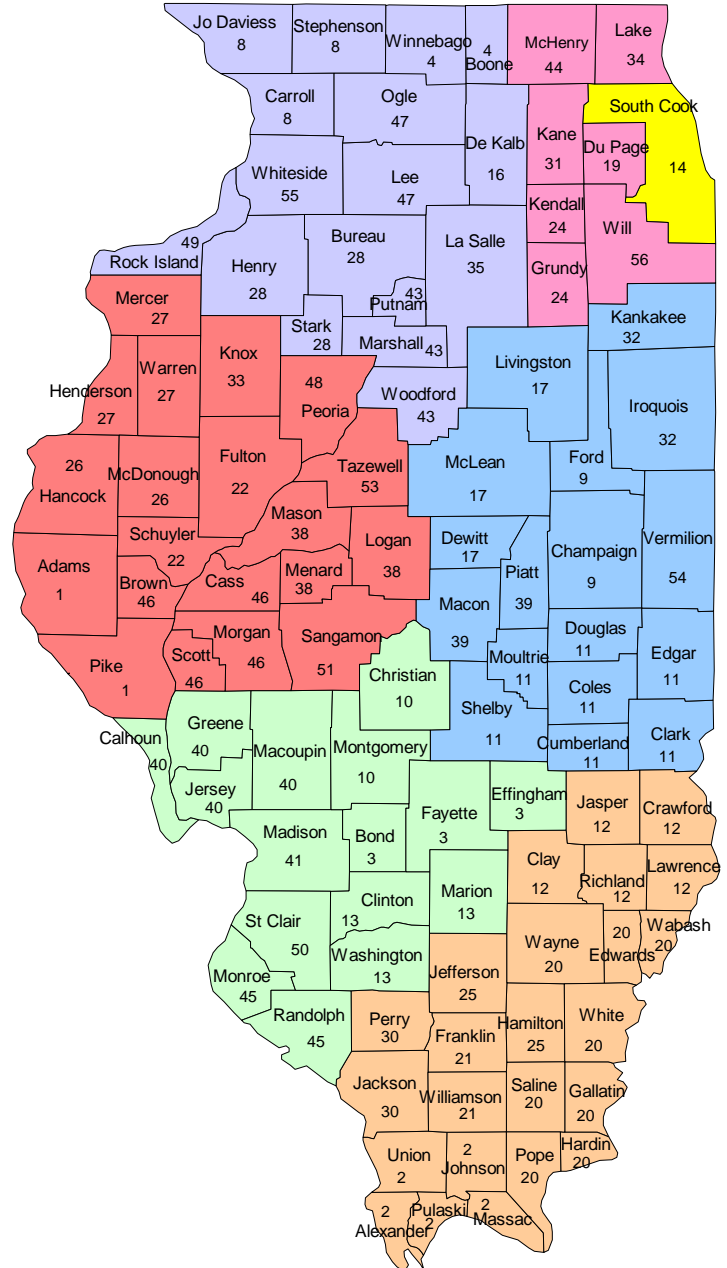 Jo Daviess
8
Stephenson
8
Winnebago
4
4
Boone
McHenry
44
Lake
34
Carroll
8
Ogle
47
De Kalb
16
Kane
31
South Cook
14
Du Page
19
Whiteside
55
Lee
47
Kendall
24
Will
56
49
Rock Island
Henry
28
Bureau
28
La Salle
35
Grundy
24
43
Putnam
Stark
28
Marshall
43
Kankakee
32
Mercer
27
Knox
33
48
Peoria
Woodford
43
Livingston
17
Henderson
27
Warren
27
Iroquois
32
26
Hancock
McDonough
26
Fulton
22
Tazewell
53
McLean
17
Ford
9
Schuyler
22
Mason
38
Logan
38
Dewitt
17
Piatt
39
Champaign
9
Vermilion
54
Adams
1
Brown
46
Cass
46
Menard
38
Macon
39
Douglas
11
Edgar
11
Pike
1
Scott
46
Morgan
46
Sangamon
51
Christian
10
Moultrie
11
Coles
11
Shelby
11
Cumberland
11
Clark
11
Calhoun
40
Greene
40
Macoupin
40
Montgomery
10
Jersey
40
Fayette
3
Effingham
3
Jasper
12
Crawford
12
Madison
41
Bond
3
Clay
12
Richland
12
Lawrence
12
Marion
13
Clinton
13
St Clair
50
Washington
13
Wayne
20
20
Edwards
Wabash
20
Monroe
45
Randolph
45
Jefferson
25
Perry
30
Franklin
21
Hamilton
25
White
20
Jackson
30
Williamson
21
Saline
20
Gallatin
20
Union
2
2
Johnson
Pope
20
Hardin
20
2
Alexander
Pulaski
2
2
Massac